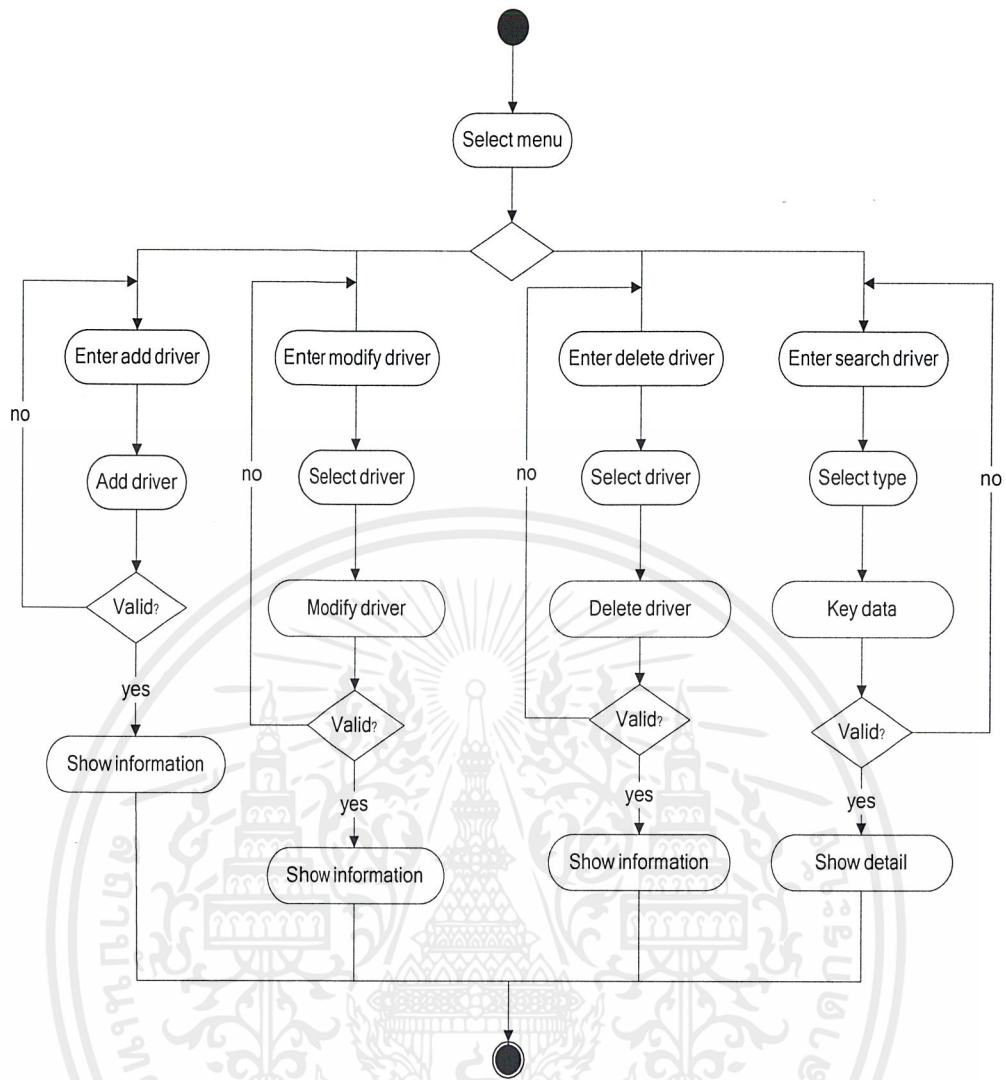 Select menu
Enter add driver
Enter modify driver
Enter delete driver
Enter search driver
no
Add driver
no
Select driver
no
Select driver
Select type
no
Valid?
Modify driver
Delete driver
Key data
yes
Valid?
Valid?
Valid?
Show information
yes
yes
yes
Show information
Show information
Show detail